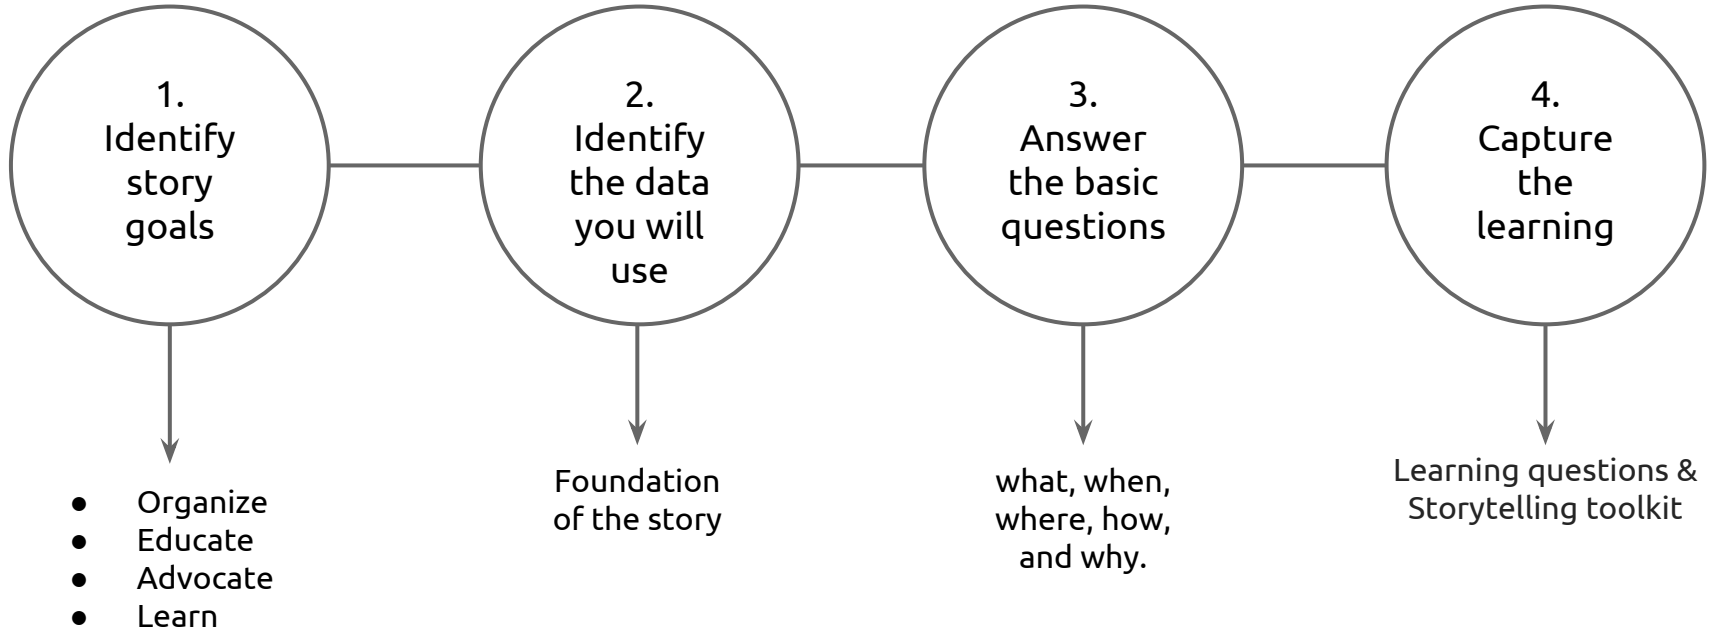 1.
Identify
story
goals
2.
Identify
the data
you will
use
3.
Answer
the basic
questions
4.
Capture
the
learning
● Organize
● Educate
● Advocate
● Learn
Foundation
of the story
what, when,
where, how,
and why.
Learning questions &
Storytelling toolkit